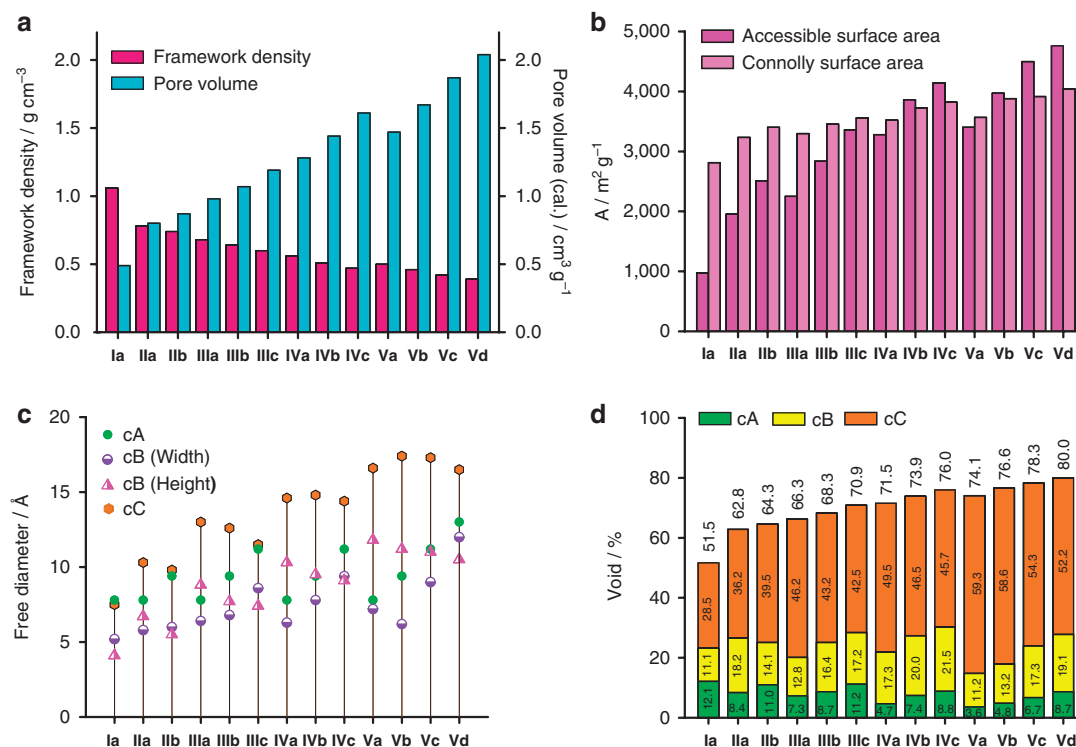 a
Framework density
Pore volume
Framework density / g cm⁻³
Pore volume (cal.) / cm³ g⁻¹
2.0 2.0
1.5 1.5
1.0 1.0
0.5 0.5
0.0 0.0
Ia IIa IIb IIIa IIIb IIIc IVa IVb IVc Va Vb Vc Vd
b
Accessible surface area
Connolly surface area
A / m² g⁻¹
5,000
4,000
3,000
2,000
1,000
0
Ia IIa IIb IIIa IIIb IIIc IVa IVb IVc Va Vb Vc Vd
c
cA
cB (Width)
cB (Height)
cC
Free diameter / Å
20
15
10
5
0
Ia IIa IIb IIIa IIIb IIIc IVa IVb IVc Va Vb Vc Vd
d
cA cB cC
Void / %
100
80
60
40
20
0
51.5 62.8 64.3 66.3 68.3 70.9 71.5 73.9 76.0 74.1 76.6 78.3 80.0
28.5 36.2 39.5 46.2 43.2 42.5 49.5 46.5 45.7 59.3 58.6 54.3 52.2
11.1 18.2 14.1 12.8 16.4 17.2 17.3 20.0 21.5 11.2 13.2 17.3 19.1
12.1 8.4 11.0 7.3 8.7 11.2 4.7 7.4 8.8 3.6 4.8 6.7 8.7
Ia IIa IIb IIIa IIIb IIIc IVa IVb IVc Va Vb Vc Vd